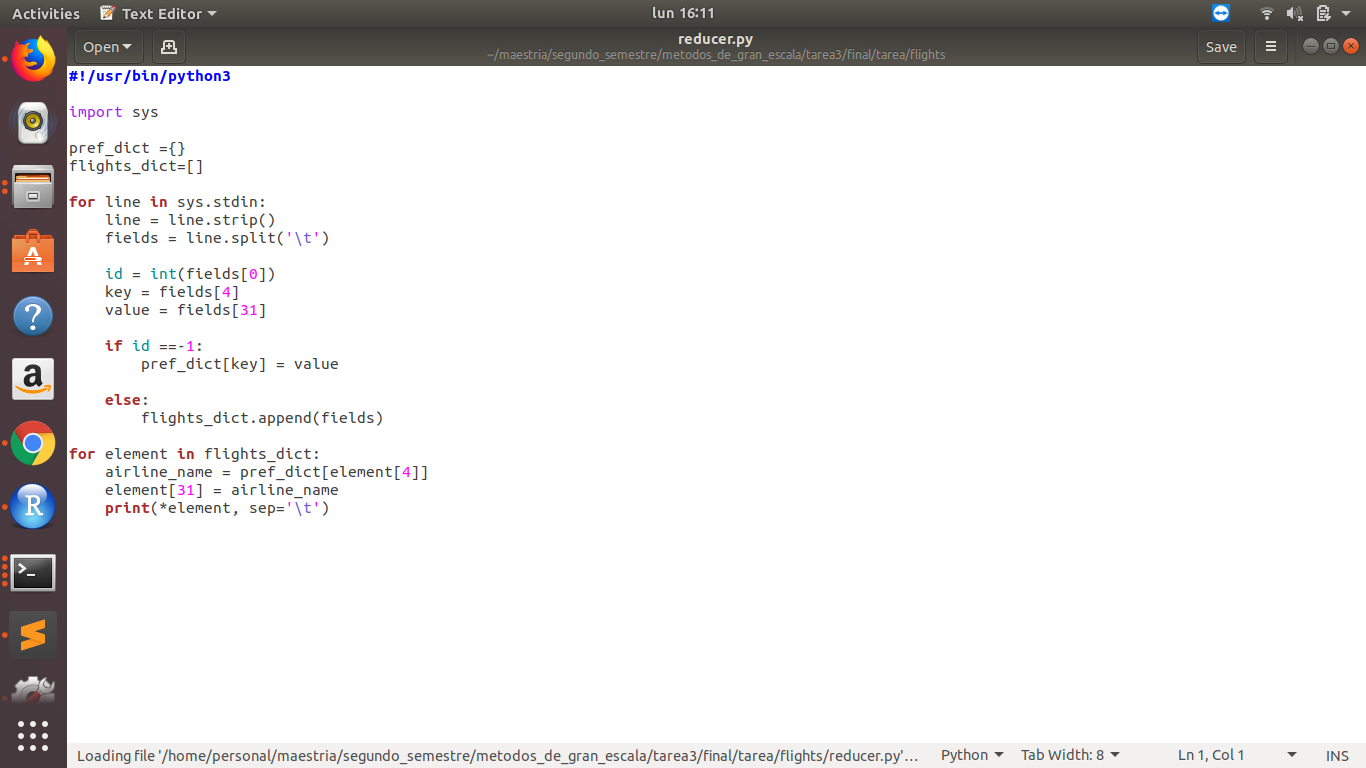 Activities Text Editor lun 16:11
Open reducer.py Save
~/maestria/segundo_semestre/metodos_de_gran_escala/tarea3/final/tarea/flights
#!/usr/bin/python3
import sys
pref_dict ={}
flights_dict=[]
for line in sys.stdin:
    line = line.strip()
    fields = line.split('\t')
    id = int(fields[0])
    key = fields[4]
    value = fields[31]
    if id ==-1:
        pref_dict[key] = value
    else:
        flights_dict.append(fields)
for element in flights_dict:
    airline_name = pref_dict[element[4]]
    element[31] = airline_name
    print(*element, sep='\t')
Loading file '/home/personal/maestria/segundo_semestre/metodos_de_gran_escala/tarea3/final/tarea/flights/reducer.py'… Python Tab Width: 8 Ln 1, Col 1 INS